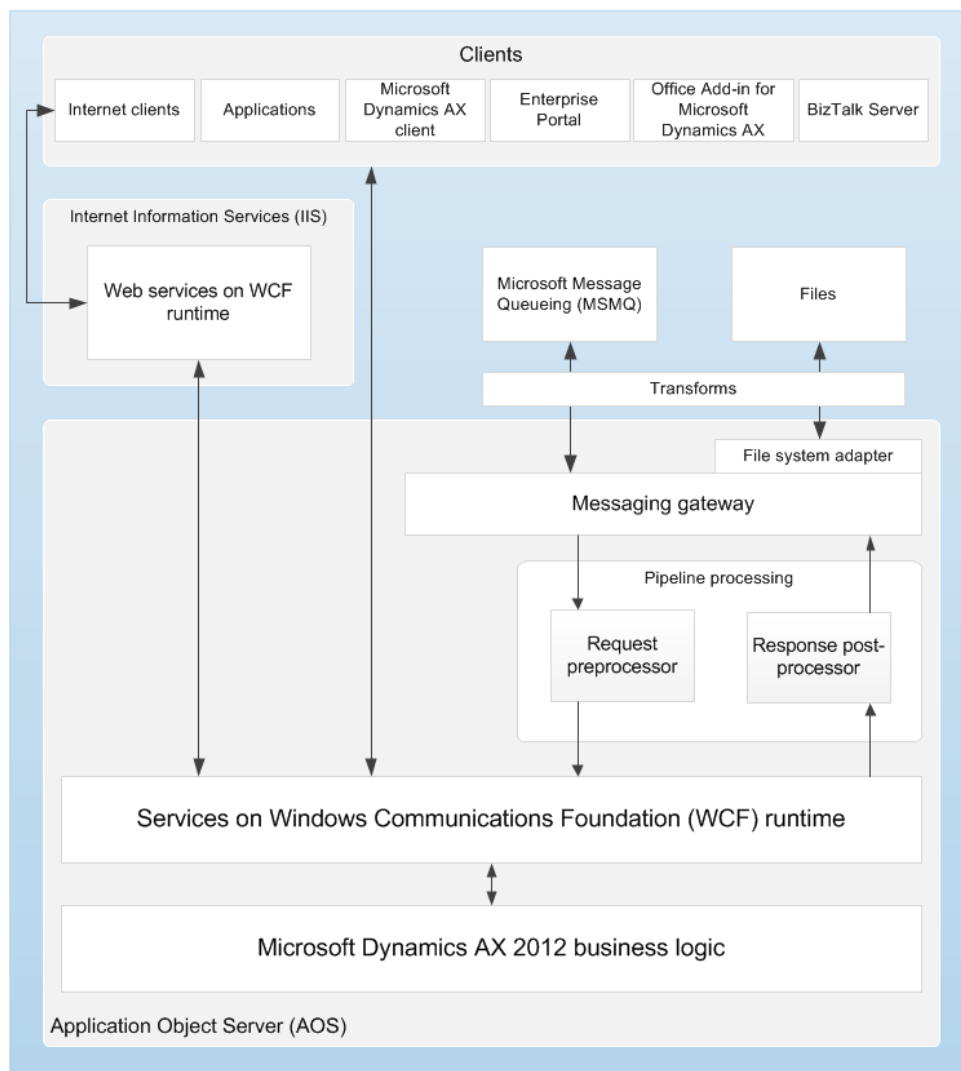 Clients
Internet clients
Applications
Microsoft
Dynamics AX
client
Enterprise
Portal
Office Add-in for
Microsoft
Dynamics AX
BizTalk Server
Internet Information Services (IIS)
Web services on WCF
runtime
Microsoft Message
Queueing (MSMQ)
Files
Transforms
File system adapter
Messaging gateway
Pipeline processing
Request
preprocessor
Response post-
processor
Services on Windows Communications Foundation (WCF) runtime
Microsoft Dynamics AX 2012 business logic
Application Object Server (AOS)